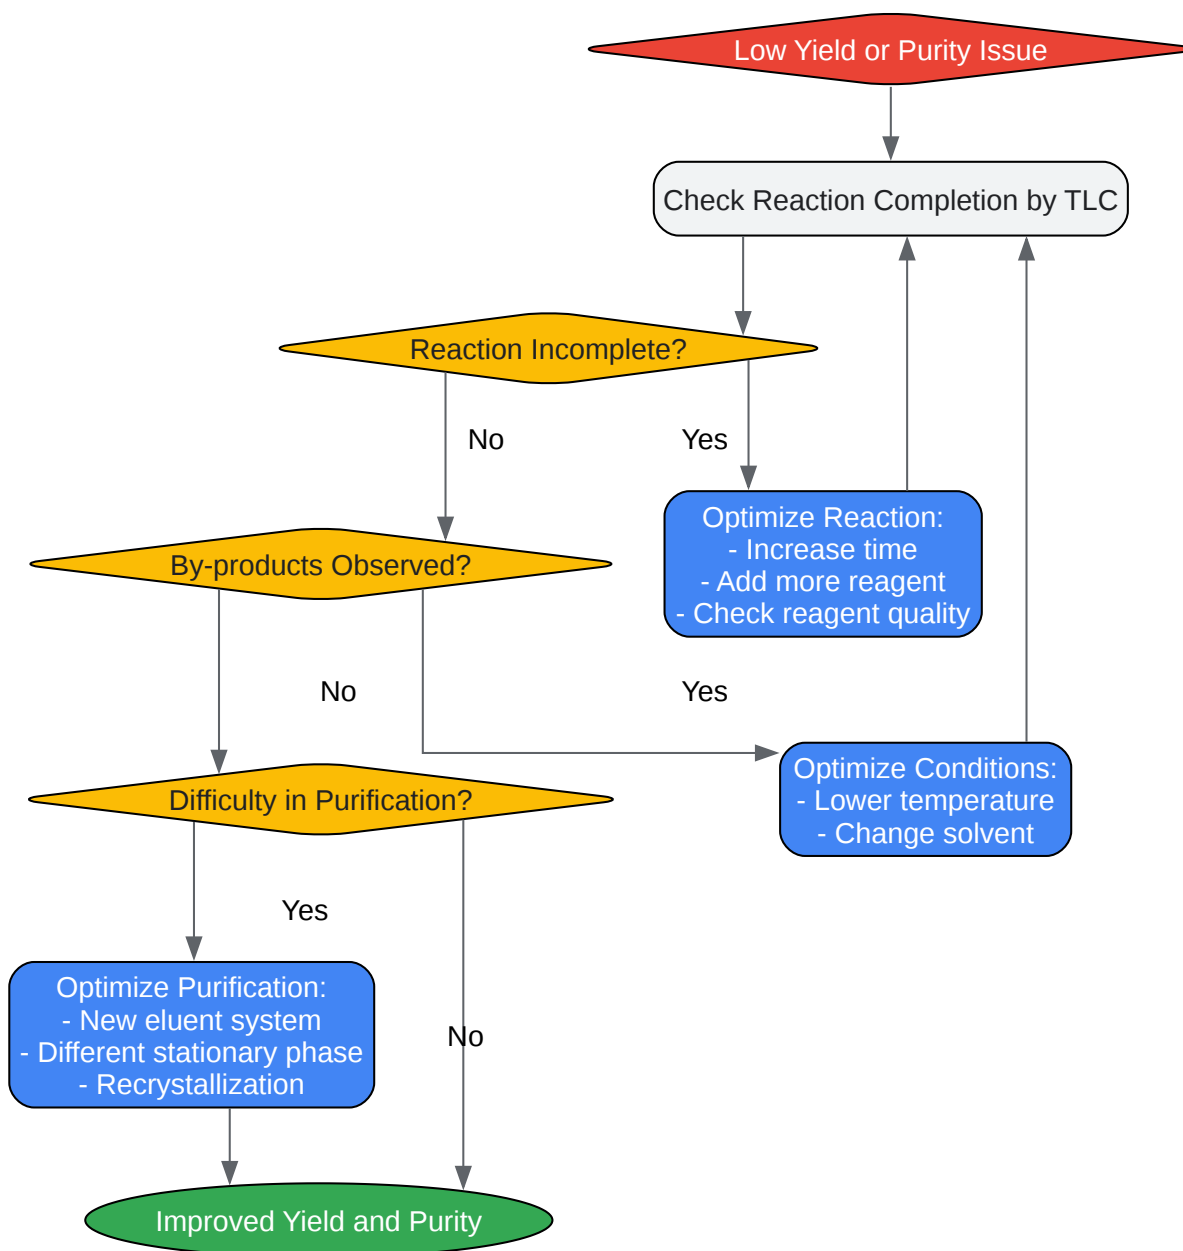 Low Yield or Purity Issue
Check Reaction Completion by TLC
Reaction Incomplete?
No
Yes
Optimize Reaction:
- Increase time
- Add more reagent
- Check reagent quality
By-products Observed?
No
Yes
Optimize Conditions:
- Lower temperature
- Change solvent
Difficulty in Purification?
Yes
Optimize Purification:
- New eluent system
- Different stationary phase
- Recrystallization
No
Improved Yield and Purity